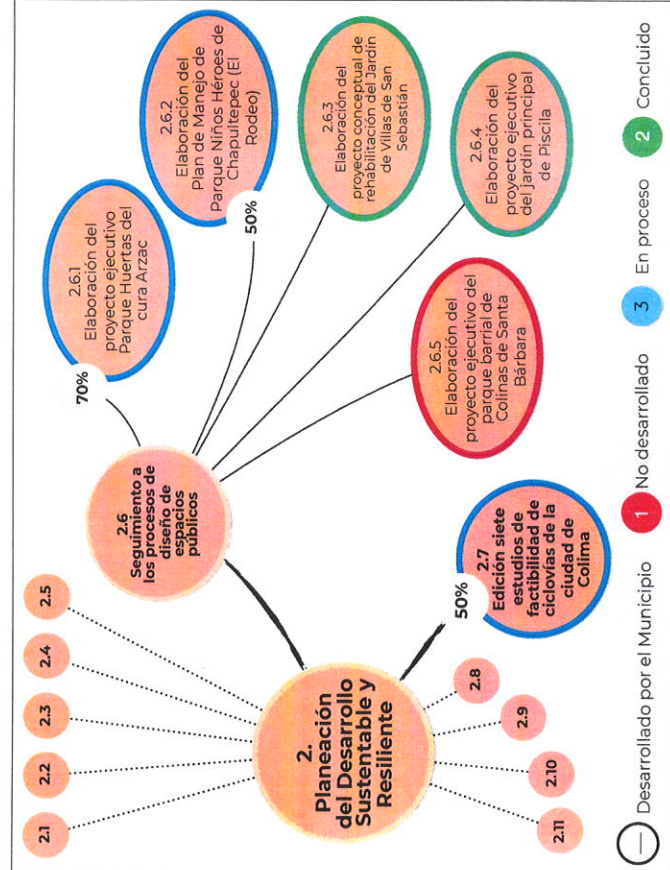 2.1
2.2
2.3
2.4
2.5
2.
Planeación
del Desarrollo
Sustentable y
Resiliente
2.6
Seguimiento a
los procesos de
diseño de
espacios
públicos
70%
2.6.1
Elaboración del
proyecto ejecutivo
Parque Huertas del
cura Arzac
50%
2.6.2
Elaboración del
Plan de Manejo de
Parque Niños Héroes de
Chapultepec (El
Rodeo)
2.6.3
Elaboración del
proyecto conceptual de
rehabilitación del Jardín
de Villas de San
Sebastián
2.6.4
Elaboración del
proyecto ejecutivo
del jardín principal
de Piscila
2.6.5
Elaboración del
proyecto ejecutivo del
parque barrial de
Colinas de Santa
Bárbara
50%
2.7
Edición siete
estudios de
factibilidad de
ciclovías de la
ciudad de
Colima
2.8
2.9
2.10
2.11
— Desarrollado por el Municipio
1 No desarrollado
3 En proceso
2 Concluido